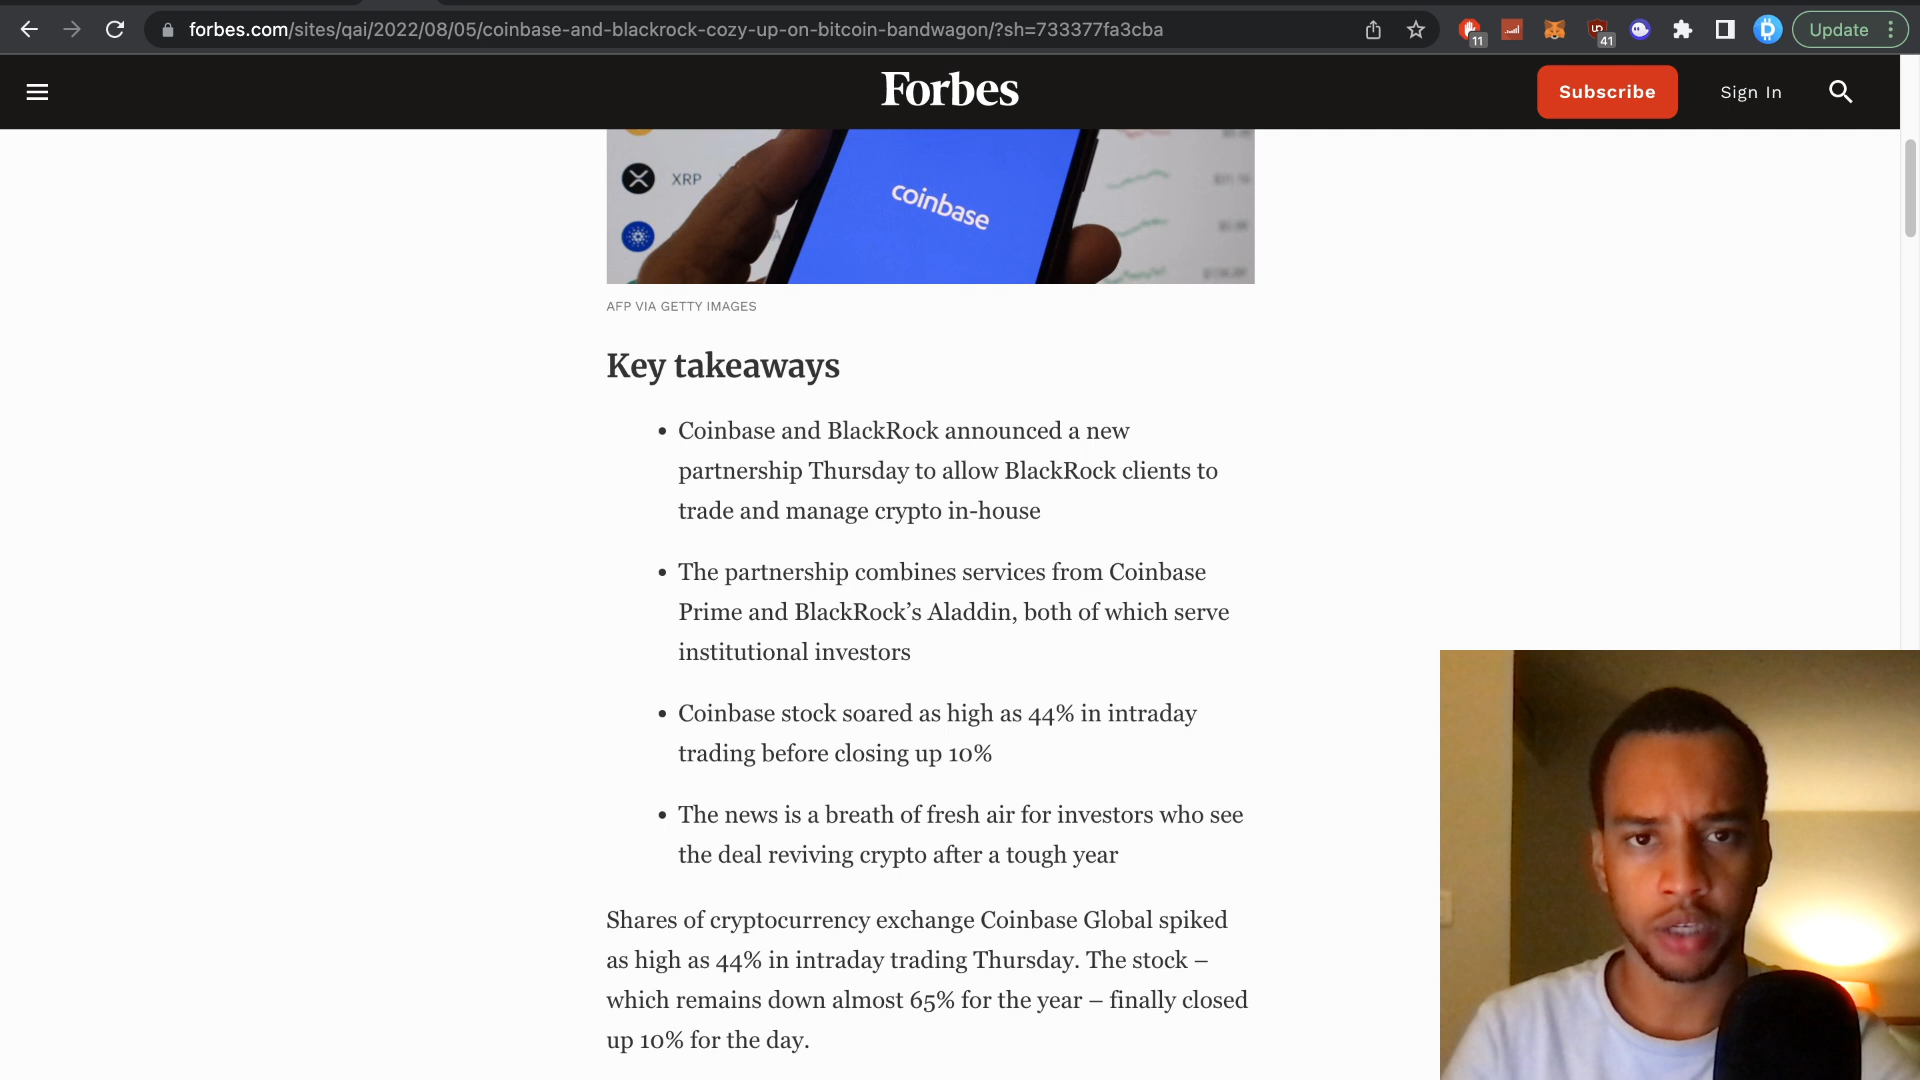 forbes.com/sites/qai/2022/08/05/coinbase-and-blackrock-cozy-up-on-bitcoin-bandwagon/?sh=733377fa3cba
11
41
Update
Forbes
Subscribe
Sign In
XRP
coinbase
AFP VIA GETTY IMAGES
Key takeaways
• Coinbase and BlackRock announced a new
partnership Thursday to allow BlackRock clients to
trade and manage crypto in-house
• The partnership combines services from Coinbase
Prime and BlackRock’s Aladdin, both of which serve
institutional investors
• Coinbase stock soared as high as 44% in intraday
trading before closing up 10%
• The news is a breath of fresh air for investors who see
the deal reviving crypto after a tough year
Shares of cryptocurrency exchange Coinbase Global spiked
as high as 44% in intraday trading Thursday. The stock –
which remains down almost 65% for the year – finally closed
up 10% for the day.